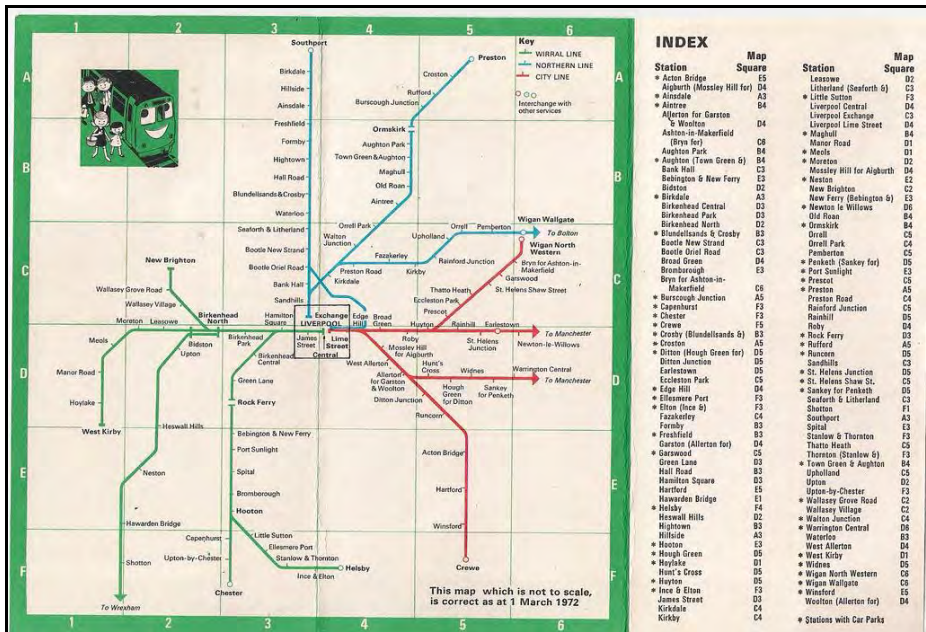 1 2 3 4 5 6
A
B
C
D
E
F
Key
WIRRAL LINE
NORTHERN LINE
CITY LINE
Interchange with
other services
Southport
Birkdale
Hillside
Ainsdale
Freshfield
Formby
Hightown
Hall Road
Blundellsands & Crosby
Waterloo
Seaforth & Litherland
Bootle New Strand
Bootle Oriel Road
Bank Hall
Sandhills
Preston
Croston
Rufford
Burscough Junction
Ormskirk
Aughton Park
Town Green & Aughton
Maghull
Old Roan
Aintree
Orrell Park
Walton
Junction
Preston Road
Kirkdale
Fazakerley
Kirkby
Rainford Junction
Upholland
Orrell
Pemberton
Wigan Wallgate
To Bolton
Wigan North
Western
Bryn for Ashton-in-
Makerfield
Garswood
St. Helens Shaw Street
Thatto Heath
Eccleston Park
Prescot
New Brighton
Wallasey Grove Road
Wallasey Village
Birkenhead
North
Moreton
Leasowe
Bidston
Upton
Meols
Manor Road
Hoylake
West Kirby
Birkenhead
Park
Hamilton
Square
Birkenhead
Central
Green Lane
Rock Ferry
Exchange
LIVERPOOL
James
Street
Lime
Street
Central
Edge
Hill
Broad
Green
Huyton
Roby
Rainhill
St. Helens
Junction
Earlestown
Newton-le-Willows
To Manchester
Mossley Hill
for Aigburth
West Allerton
Allerton
for Garston
& Woolton
Hunt's
Cross
Hough
Green
for Ditton
Widnes
Sankey
for Penketh
Warrington Central
To Manchester
Ditton Junction
Runcorn
Acton Bridge
Hartford
Winsford
Crewe
Heswall Hills
Neston
Hawarden Bridge
Shotton
To Wrexham
Bebington & New Ferry
Port Sunlight
Spital
Bromborough
Hooton
Little Sutton
Ellesmere Port
Stanlow & Thornton
Ince & Elton
Helsby
Capenhurst
Upton-by-Chester
Chester
This map which is not to scale,
is correct as at 1 March 1972
1 2 3 4 5 6
INDEX
Station Map Square
* Acton Bridge E5
Aigburth (Mossley Hill for) D4
* Ainsdale A3
* Aintree B4
Allerton for Garston
& Woolton D4
Ashton-in-Makerfield
(Bryn for) C6
Aughton Park B4
* Aughton (Town Green &) B4
Bank Hall C3
Bebington & New Ferry E3
Bidston D2
* Birkdale A3
Birkenhead Central D3
Birkenhead Park D3
Birkenhead North D2
* Blundellsands & Crosby B3
Bootle New Strand C3
Bootle Oriel Road C3
Broad Green D4
Bromborough E3
Bryn for Ashton-in-
Makerfield C6
* Burscough Junction A5
* Capenhurst F3
* Chester F3
* Crewe F5
* Crosby (Blundellsands &) B3
* Croston A5
* Ditton (Hough Green for) D5
Ditton Junction D5
Earlestown D5
Eccleston Park C5
* Edge Hill D4
* Ellesmere Port F3
* Elton (Ince &) F3
Fazakerley C4
Formby B3
* Freshfield B3
Garston (Allerton for) D4
* Garswood C5
Green Lane D3
Hall Road B3
Hamilton Square D3
Hartford E5
Hawarden Bridge E1
* Helsby F4
Heswall Hills D2
Hightown B3
Hillside A3
* Hooton E3
* Hough Green D5
* Hoylake D1
Hunt's Cross D5
* Huyton D5
* Ince & Elton F3
James Street D3
Kirkdale C4
Kirkby C4
Station Map Square
Leasowe D2
Litherland (Seaforth &) C3
* Little Sutton F3
Liverpool Central D4
Liverpool Exchange C3
Liverpool Lime Street D4
* Maghull B4
Manor Road D1
* Meols D1
* Moreton D2
Mossley Hill for Aigburth D4
* Neston E2
New Brighton C2
New Ferry (Bebington &) E3
* Newton le Willows D6
Old Roan B4
* Ormskirk B4
Orrell C5
Orrell Park C4
Pemberton C5
* Penketh (Sankey for) D5
* Port Sunlight E3
* Prescot C5
* Preston A5
Preston Road C4
Rainford Junction C5
Rainhill D5
Roby D4
* Rock Ferry D3
* Rufford A5
* Runcorn D5
Sandhills C3
* St. Helens Junction D5
* St. Helens Shaw St. C5
* Sankey for Penketh D5
Seaforth & Litherland C3
Shotton F1
Southport A3
Spital E3
Stanlow & Thornton F3
Thatto Heath C5
Thornton (Stanlow &) F3
* Town Green & Aughton B4
Upholland C5
Upton D2
Upton-by-Chester F3
* Wallasey Grove Road C2
Wallasey Village C2
* Walton Junction C4
* Warrington Central D6
Waterloo B3
West Allerton D4
* West Kirby D1
* Widnes D5
* Wigan North Western C6
* Wigan Wallgate C6
* Winsford E5
Woolton (Allerton for) D4
* Stations with Car Parks